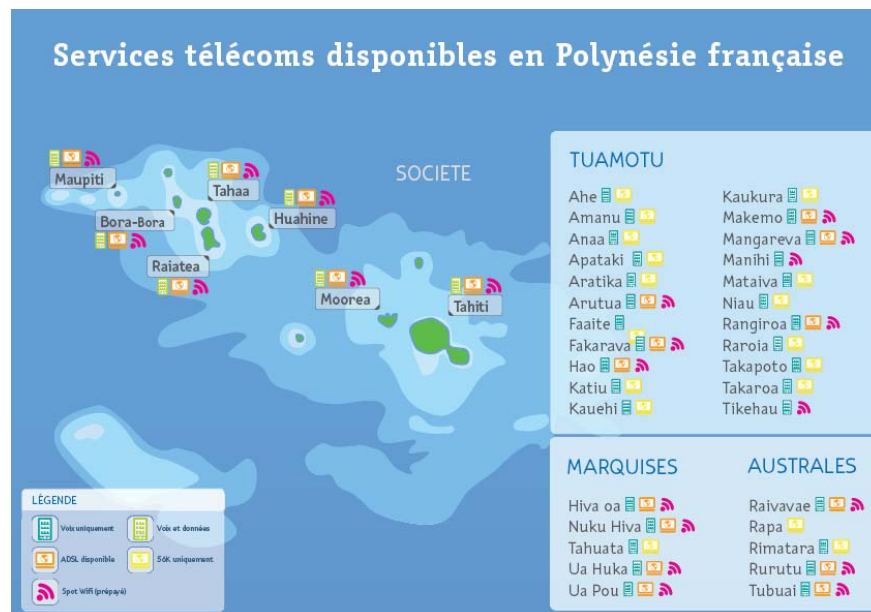 Services télécoms disponibles en Polynésie française
SOCIETE
Maupiti
Tahaa
Bora-Bora
Huahine
Raiatea
Moorea
Tahiti
TUAMOTU
Ahe
Amanu
Anaa
Apataki
Aratika
Arutua
Faaite
Fakarava
Hao
Katiu
Kauehi
Kaukura
Makemo
Mangareva
Manihi
Mataiva
Niau
Rangiroa
Raroia
Takapoto
Takaroa
Tikehau
MARQUISES
Hiva oa
Nuku Hiva
Tahuata
Ua Huka
Ua Pou
AUSTRALES
Raivavae
Rapa
Rimatara
Rurutu
Tubuai
LÉGENDE
Voix uniquement
Voix et données
ADSL disponible
56K uniquement
Spot Wifi (prépayé)